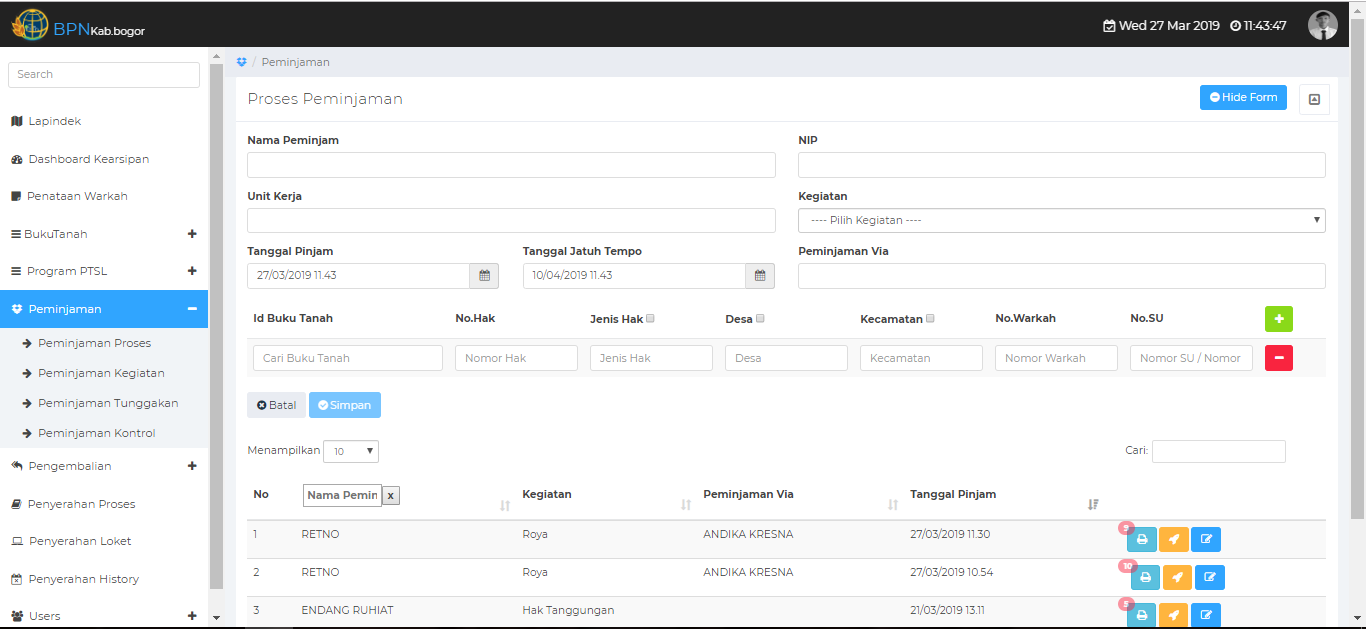 BPNKab.bogor
Wed 27 Mar 2019 11:43:47
Search
Lapindek
Dashboard Kearsipan
Penataan Warkah
BukuTanah
Program PTSL
Peminjaman
Peminjaman Proses
Peminjaman Kegiatan
Peminjaman Tunggakan
Peminjaman Kontrol
Pengembalian
Penyerahan Proses
Penyerahan Loket
Penyerahan History
Users
/ Peminjaman
Proses Peminjaman
Hide Form
Nama Peminjam NIP
Unit Kerja Kegiatan
---- Pilih Kegiatan ----
Tanggal Pinjam Tanggal Jatuh Tempo Peminjaman Via
27/03/2019 11.43 10/04/2019 11.43
Id Buku Tanah No.Hak Jenis Hak Desa Kecamatan No.Warkah No.SU
Cari Buku Tanah Nomor Hak Jenis Hak Desa Kecamatan Nomor Warkah Nomor SU / Nomor
Batal Simpan
Menampilkan 10 Cari:
No Nama Pemin x Kegiatan Peminjaman Via Tanggal Pinjam
1 RETNO Roya ANDIKA KRESNA 27/03/2019 11.30
2 RETNO Roya ANDIKA KRESNA 27/03/2019 10.54 10
3 ENDANG RUHIAT Hak Tanggungan 21/03/2019 13.11